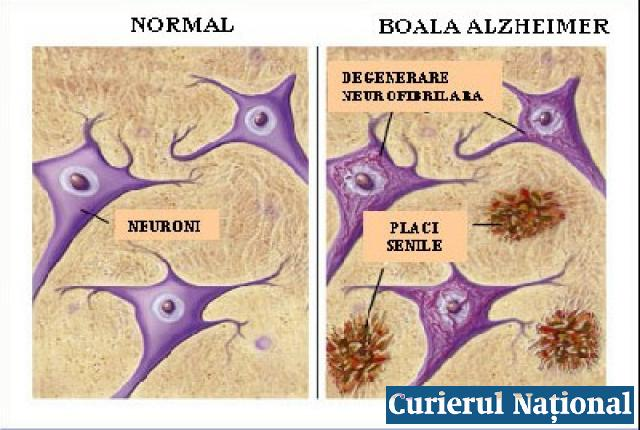 NORMAL
BOALA ALZHEIMER
DEGENERARE
NEUROFIBRILARA
NEURONI
PLACI
SENILE
Curierul Național